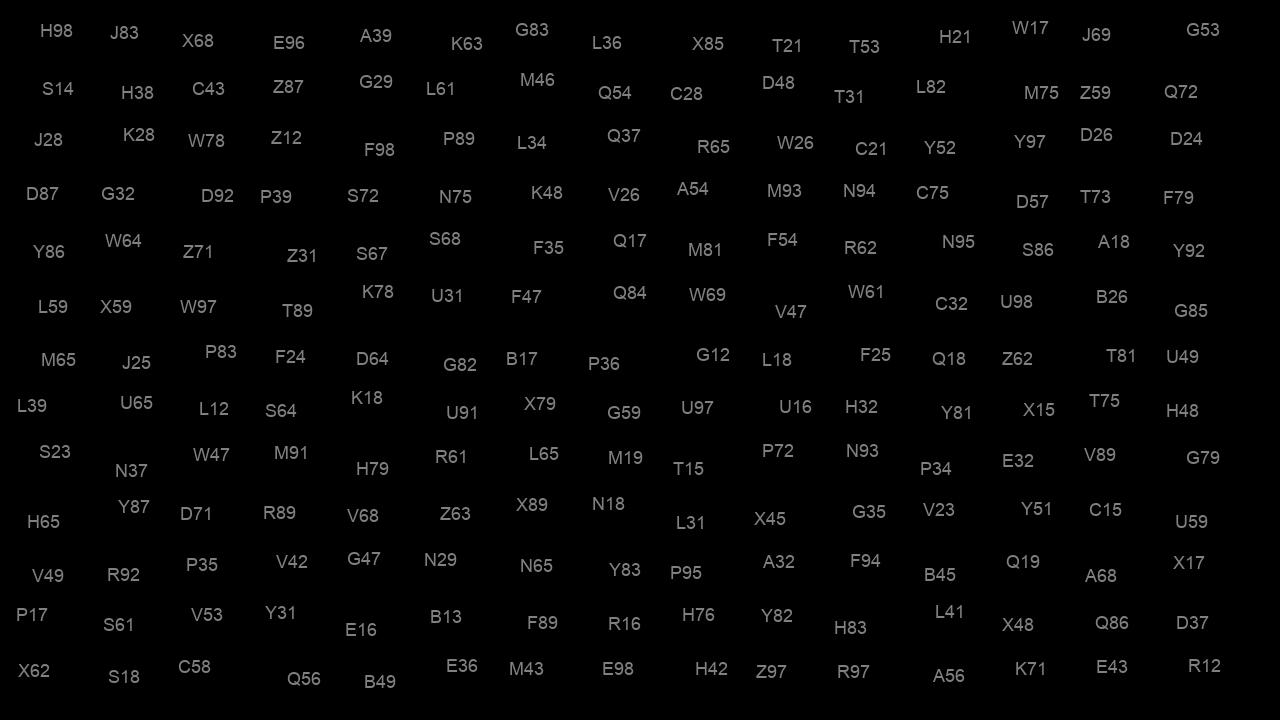 H98 J83 X68 E96 A39 K63 G83 L36 X85 T21 T53 H21 W17 J69 G53
S14 H38 C43 Z87 G29 L61 M46 Q54 C28 D48 T31 L82 M75 Z59 Q72
J28 K28 W78 Z12 F98 P89 L34 Q37 R65 W26 C21 Y52 Y97 D26 D24
D87 G32 D92 P39 S72 N75 K48 V26 A54 M93 N94 C75 D57 T73 F79
Y86 W64 Z71 Z31 S67 S68 F35 Q17 M81 F54 R62 N95 S86 A18 Y92
L59 X59 W97 T89 K78 U31 F47 Q84 W69 V47 W61 C32 U98 B26 G85
M65 J25 P83 F24 D64 G82 B17 P36 G12 L18 F25 Q18 Z62 T81 U49
L39 U65 L12 S64 K18 U91 X79 G59 U97 U16 H32 Y81 X15 T75 H48
S23 N37 W47 M91 H79 R61 L65 M19 T15 P72 N93 P34 E32 V89 G79
H65 Y87 D71 R89 V68 Z63 X89 N18 L31 X45 G35 V23 Y51 C15 U59
V49 R92 P35 V42 G47 N29 N65 Y83 P95 A32 F94 B45 Q19 A68 X17
P17 S61 V53 Y31 E16 B13 F89 R16 H76 Y82 H83 L41 X48 Q86 D37
X62 S18 C58 Q56 B49 E36 M43 E98 H42 Z97 R97 A56 K71 E43 R12